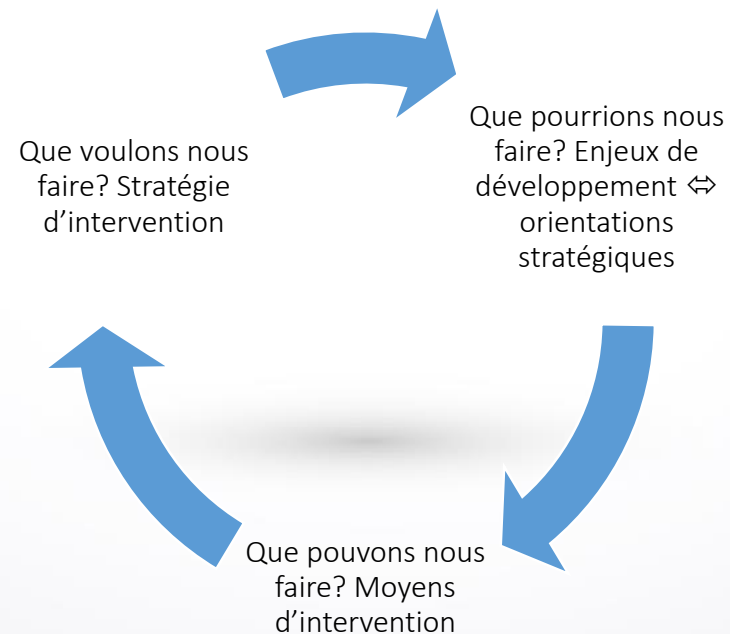 Que voulons nous
faire? Stratégie
d’intervention
Que pourrions nous
faire? Enjeux de
développement ⇔
orientations
stratégiques
Que pouvons nous
faire? Moyens
d’intervention